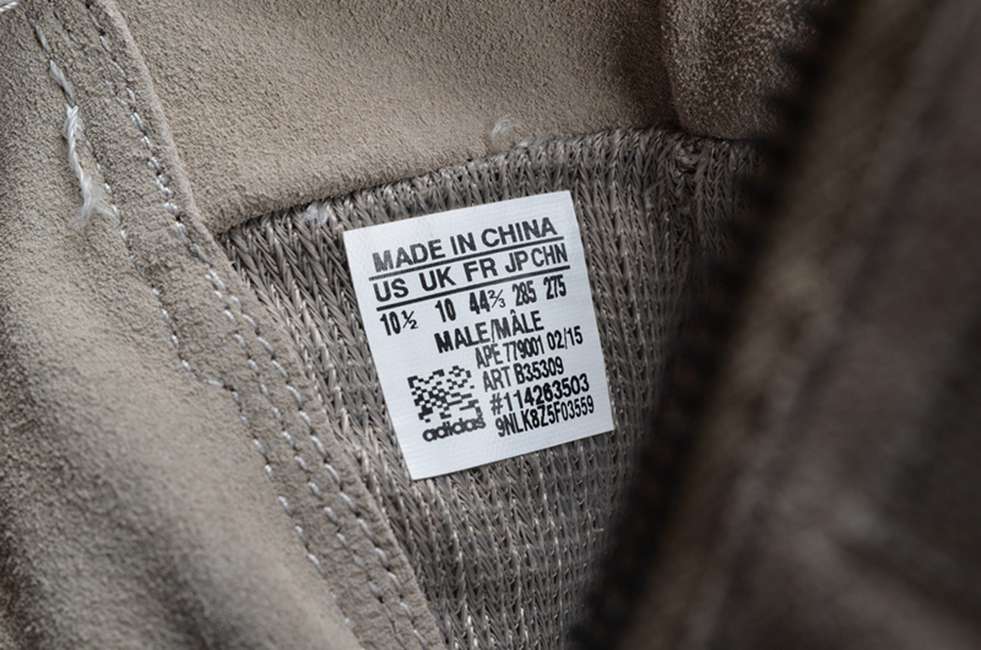 MADE IN CHINA
US UK FR JP CHN
10½ 10 44⅔ 285 275
MALE/MÂLE
APE 779001 02/15
ART B35309
#114263503
adidas 9NLK8Z5F03559